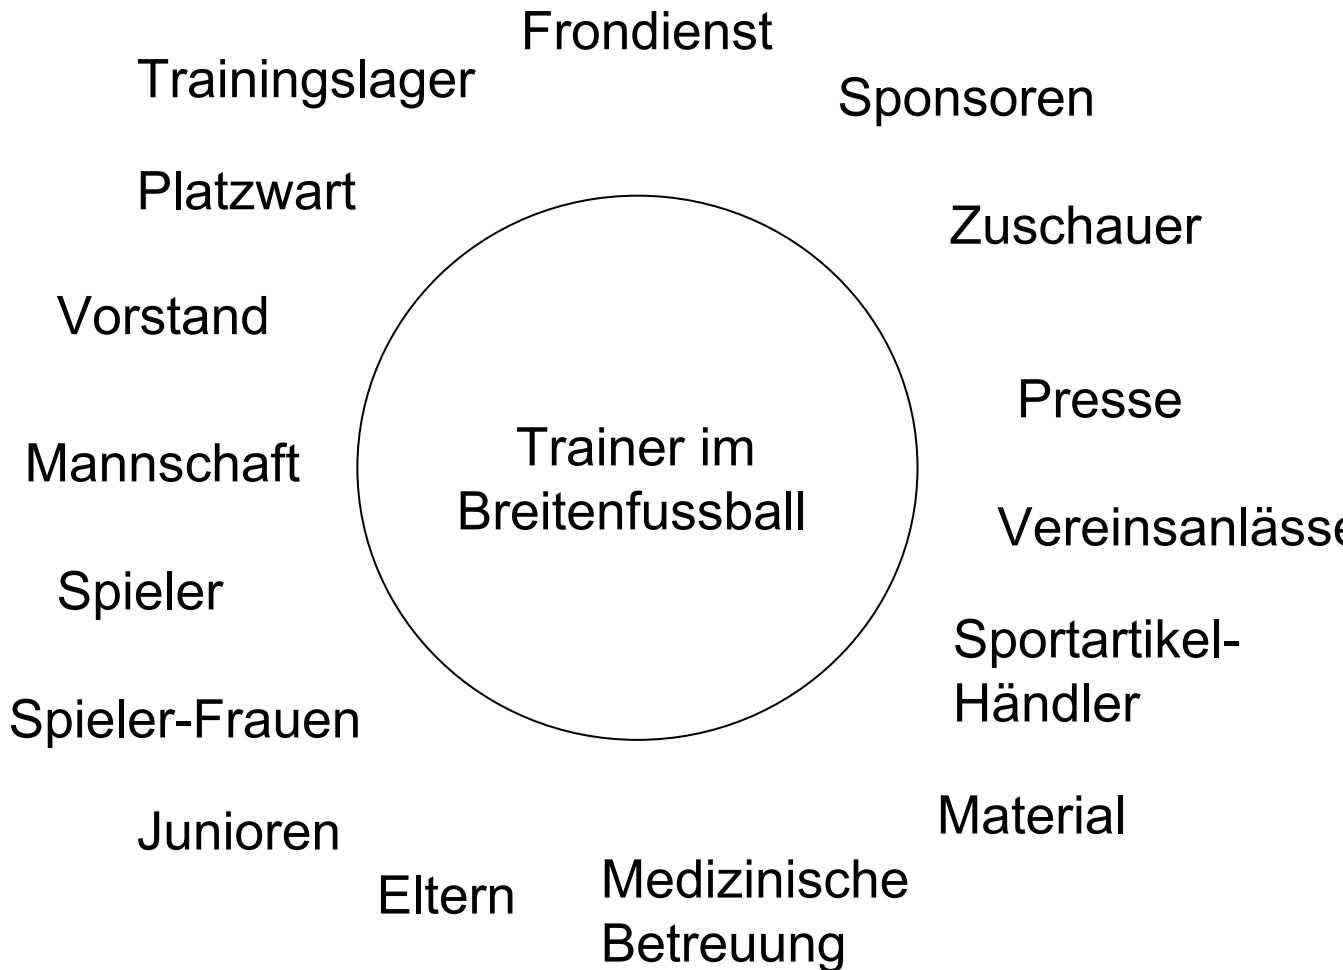 Frondienst
Trainingslager
Sponsoren
Platzwart
Zuschauer
Vorstand
Presse
Mannschaft
Trainer im
Breitenfussball
Vereinsanlässe
Spieler
Sportartikel-
Händler
Spieler-Frauen
Material
Junioren
Eltern
Medizinische
Betreuung